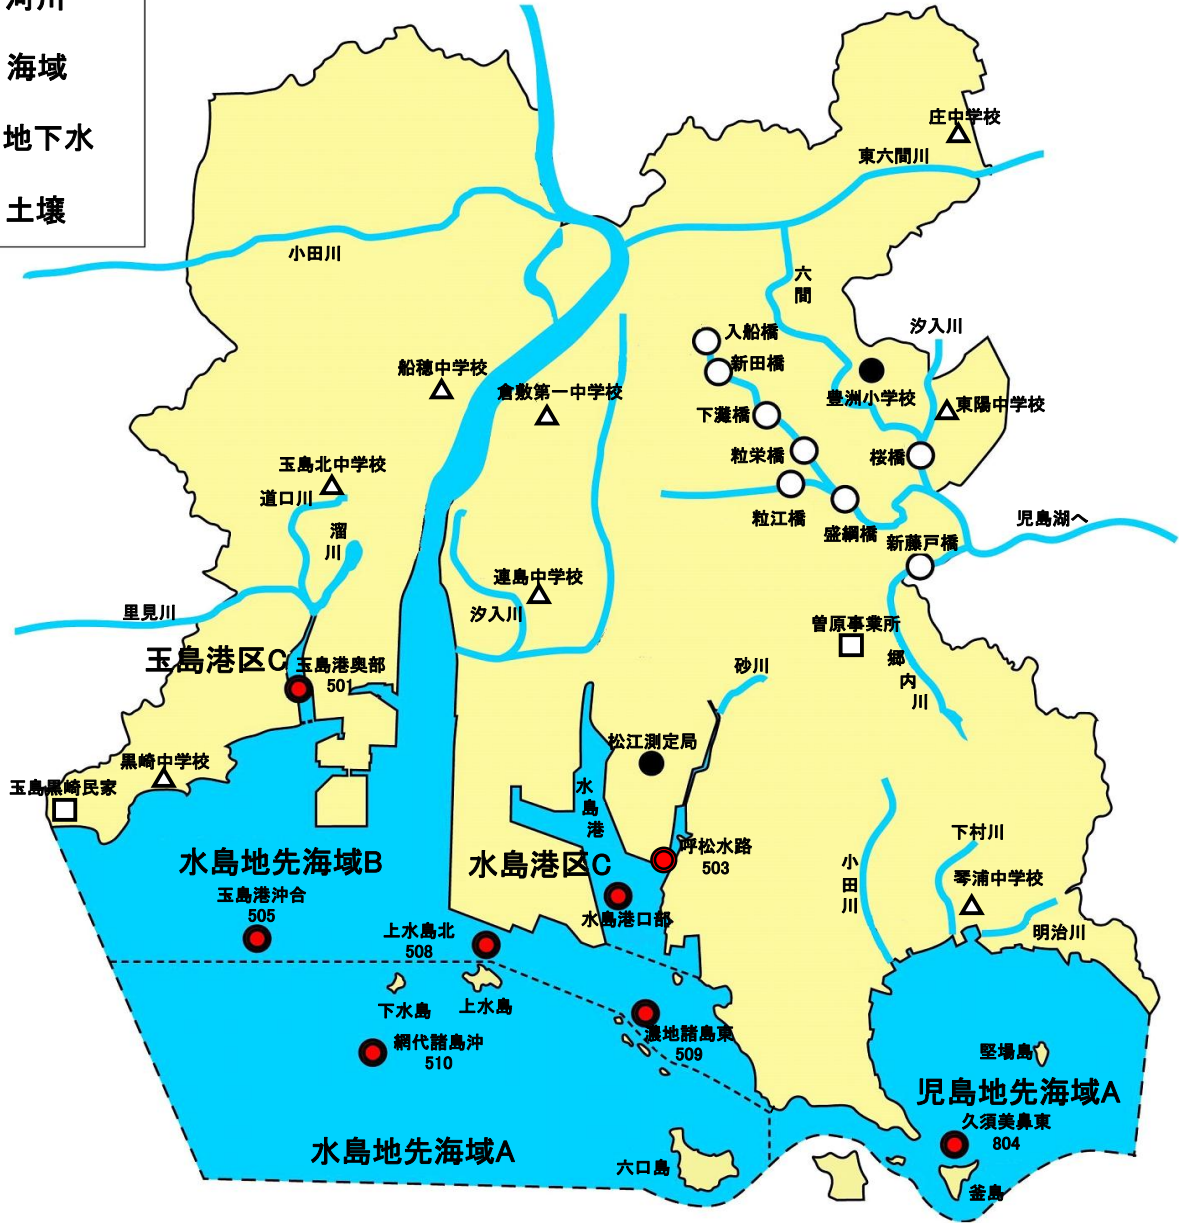 河川
海域
地下水
土壌
庄中学校
東六間川
小田川
六間
入船橋
汐入川
新田橋
船穂中学校
倉敷第一中学校
豊洲小学校
下灘橋
東陽中学校
粒栄橋
桜橋
玉島北中学校
道口川
粒江橋
盛綱橋
児島湖へ
溜川
新藤戸橋
連島中学校
汐入川
里見川
曽原事業所
玉島港区C
玉島港奥部
501
郷内川
砂川
松江測定局
黒崎中学校
玉島黒崎民家
水島港
下村川
呼松水路
503
水島地先海域B
水島港区C
小田川
琴浦中学校
玉島港沖合
505
水島港口部
上水島北
508
明治川
下水島
上水島
濃地諸島東
509
網代諸島沖
510
堅場島
児島地先海域A
久須美鼻東
804
水島地先海域A
六口島
釜島